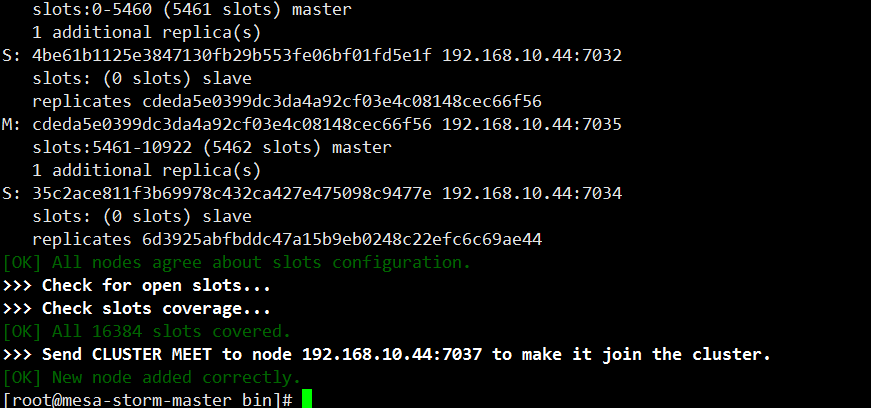 slots:0-5460 (5461 slots) master
1 additional replica(s)
S: 4be61b1125e3847130fb29b553fe06bf01fd5e1f 192.168.10.44:7032
slots: (0 slots) slave
replicates cdeda5e0399dc3da4a92cf03e4c08148cec66f56
M: cdeda5e0399dc3da4a92cf03e4c08148cec66f56 192.168.10.44:7035
slots:5461-10922 (5462 slots) master
1 additional replica(s)
S: 35c2ace811f3b69978c432ca427e475098c9477e 192.168.10.44:7034
slots: (0 slots) slave
replicates 6d3925abfbddc47a15b9eb0248c22efc6c69ae44
[OK] All nodes agree about slots configuration.
>>> Check for open slots...
>>> Check slots coverage...
[OK] All 16384 slots covered.
>>> Send CLUSTER MEET to node 192.168.10.44:7037 to make it join the cluster.
[OK] New node added correctly.
[root@mesa-storm-master bin]#